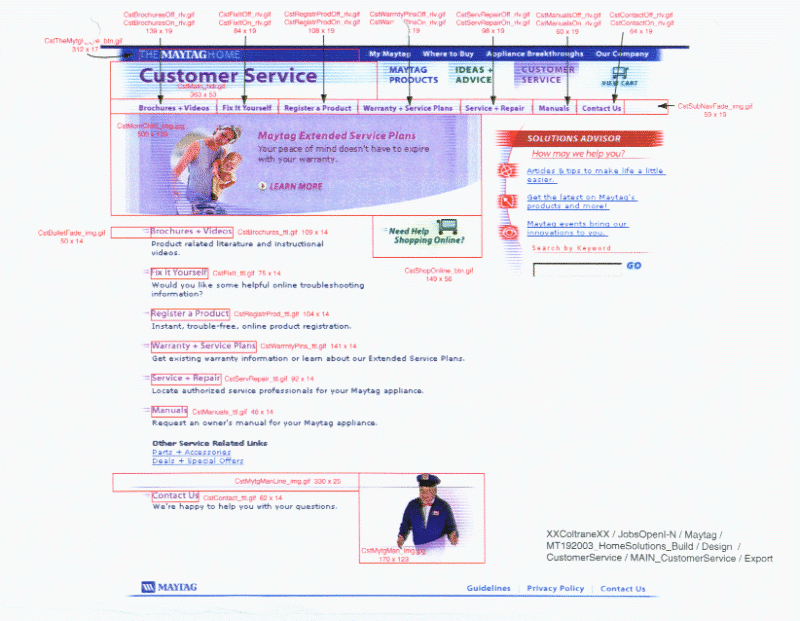 CstBrochuresOff_rlv.gif CstFixItOff_rlv.gif CstRegistrProdOff_rlv.gif CstWarrntyPlnsOff_rlv.gif CstServRepairOff_rlv.gif CstManualsOff_rlv.gif CstContactOff_rlv.gif
CstBrochuresOn_rlv.gif CstFixItOn_rlv.gif CstRegistrProdOn_rlv.gif CstServRepairOn_rlv.gif CstManualsOn_rlv.gif CstContactOn_rlv.gif
139 x 19 84 x 19 108 x 19 119 x 19 98 x 19 62 x 19 64 x 19
btn.gif
312 x 17
THE MAYTAG HOME My Maytag Where to Buy Appliance Breakthroughs Our Company
Customer Service
MAYTAG PRODUCTS
IDEAS + ADVICE
CUSTOMER SERVICE
VIEW CART
CstMain_hdr.gif
363 x 53
Brochures + Videos Fix It Yourself Register a Product Warranty + Service Plans Service + Repair Manuals Contact Us
CstSubNavFade_img.gif
59 x 19
CstMomChild_img.jpg
Maytag Extended Service Plans
Your peace of mind doesn't have to expire
with your warranty.
LEARN MORE
SOLUTIONS ADVISOR
How may we help you?
Articles & tips to make life a little
easier.
Get the latest on Maytag's
products and more!
Maytag events bring our
innovations to you.
Search by Keyword
GO
CstBulletFade_img.gif
50 x 14
Brochures + Videos CstBrochures_ttl.gif 109 x 14
Product related literature and instructional
videos.
Need Help
Shopping Online?
CstShopOnline_btn.gif
149 x 56
Fix it Yourself CstFixIt_ttl.gif 75 x 14
Would you like some helpful online troubleshooting
information?
Register a Product CstRegistrProd_ttl.gif 104 x 14
Instant, trouble-free, online product registration.
Warranty + Service Plans CstWarrntyPlns_ttl.gif 141 x 14
Get existing warranty information or learn about our Extended Service Plans.
Service + Repair CstServRepair_ttl.gif 92 x 14
Locate authorized service professionals for your Maytag appliance.
Manuals CstManuals_ttl.gif 46 x 14
Request an owner's manual for your Maytag appliance.
Other Service Related Links
Parts + Accessories
Deals + Special Offers
CstMytgManLine_img.gif 330 x 25
Contact Us CstContact_ttl.gif 62 x 14
We're happy to help you with your questions.
CstMytgMan_img.jpg
170 x 123
XXColtraneXX / JobsOpenI-N / Maytag /
MT192003_HomeSolutions_Build / Design /
CustomerService / MAIN_CustomerService / Export
MAYTAG Guidelines | Privacy Policy | Contact Us